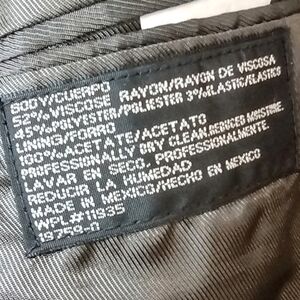 BODY/CUERPO
52% VISCOSE RAYON/RAYON DE VISCOSA
45% POLYESTER/POLIESTER 3% ELASTIC/ELASTICO
LINING/FORRO
100% ACETATE/ACETATO
PROFESSIONALLY DRY CLEAN.REDUCED MOISTURE.
LAVAR EN SECO. PROFESIONALMENTE.
REDUCIR LA HUMEDAD
MADE IN MEXICO/HECHO EN MEXICO
WPL#11935
19759-0